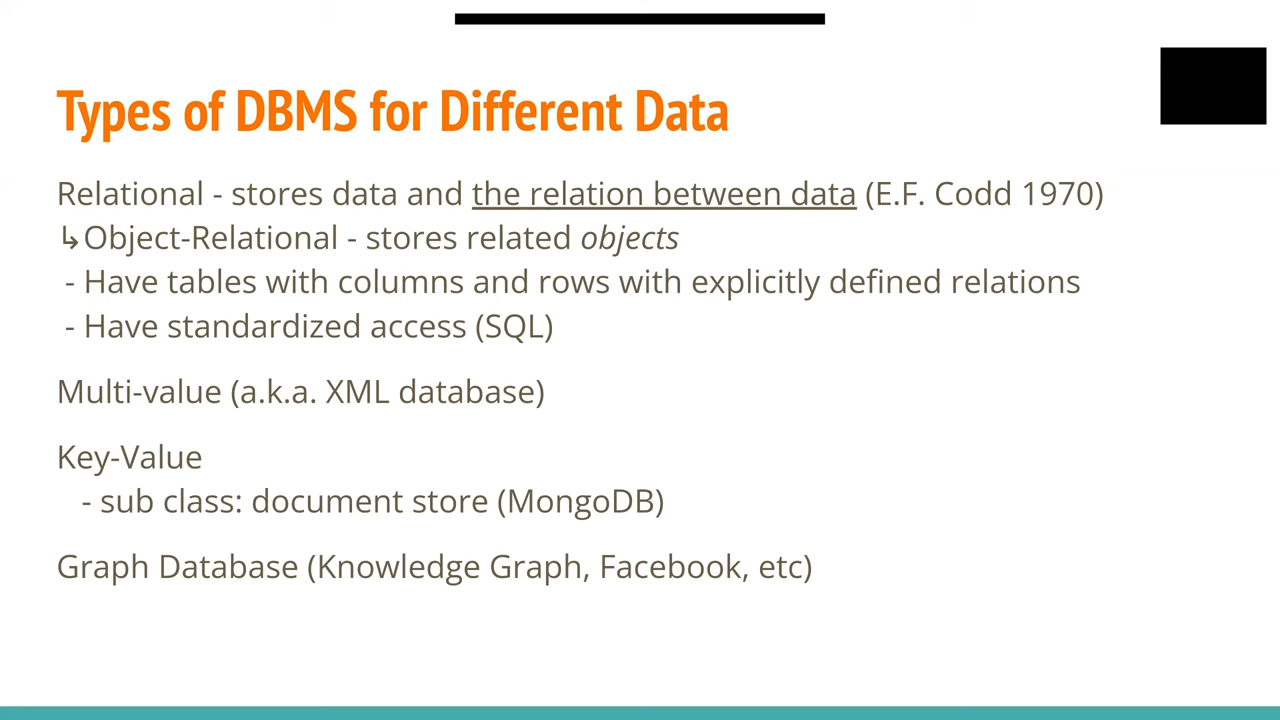 Types of DBMS for Different Data
Relational - stores data and the relation between data (E.F. Codd 1970)
↳Object-Relational - stores related objects
- Have tables with columns and rows with explicitly defined relations
- Have standardized access (SQL)
Multi-value (a.k.a. XML database)
Key-Value
- sub class: document store (MongoDB)
Graph Database (Knowledge Graph, Facebook, etc)